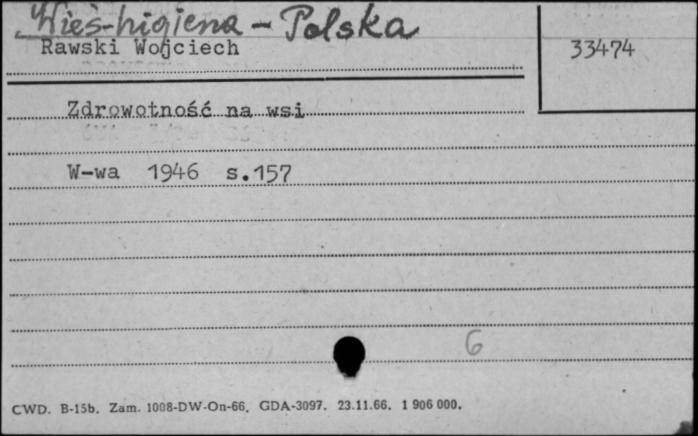 Wieś-higiena - Polska
Rawski Wojciech
33474
Zdrowotność na wsi
W-wa 1946 s.157
6
CWD. B-15b. Zam. 1008-DW-On-66. GDA-3097. 23.11.66. 1 906 000.